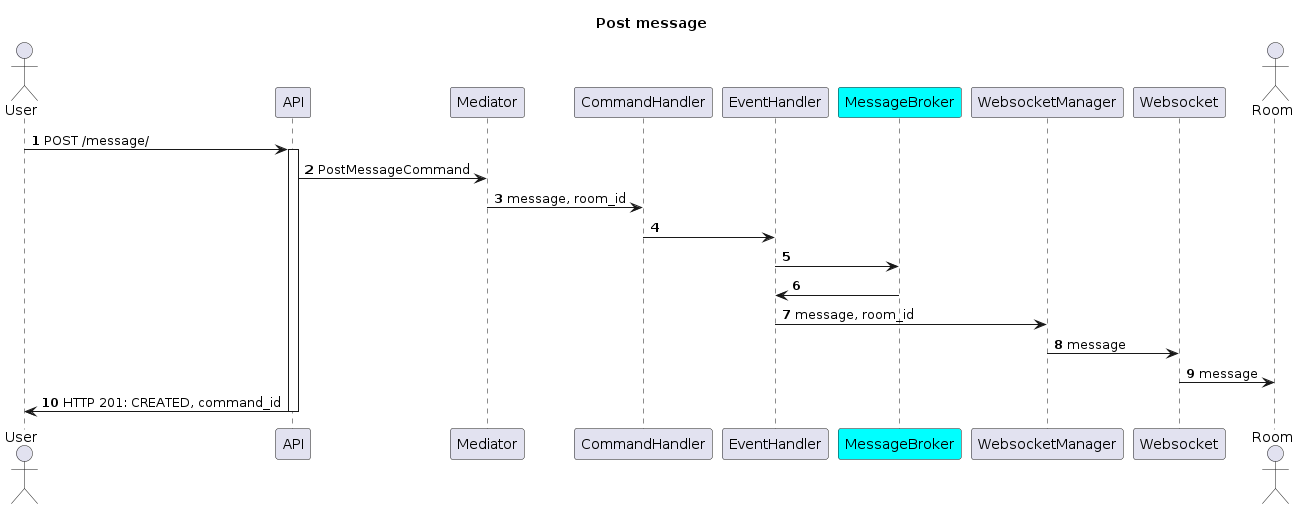 Post message
User
API
Mediator
CommandHandler
EventHandler
MessageBroker
WebsocketManager
Websocket
Room
1 POST /message/
2 PostMessageCommand
3 message, room_id
4
5
6
7 message, room_id
8 message
9 message
10 HTTP 201: CREATED, command_id
User
API
Mediator
CommandHandler
EventHandler
MessageBroker
WebsocketManager
Websocket
Room